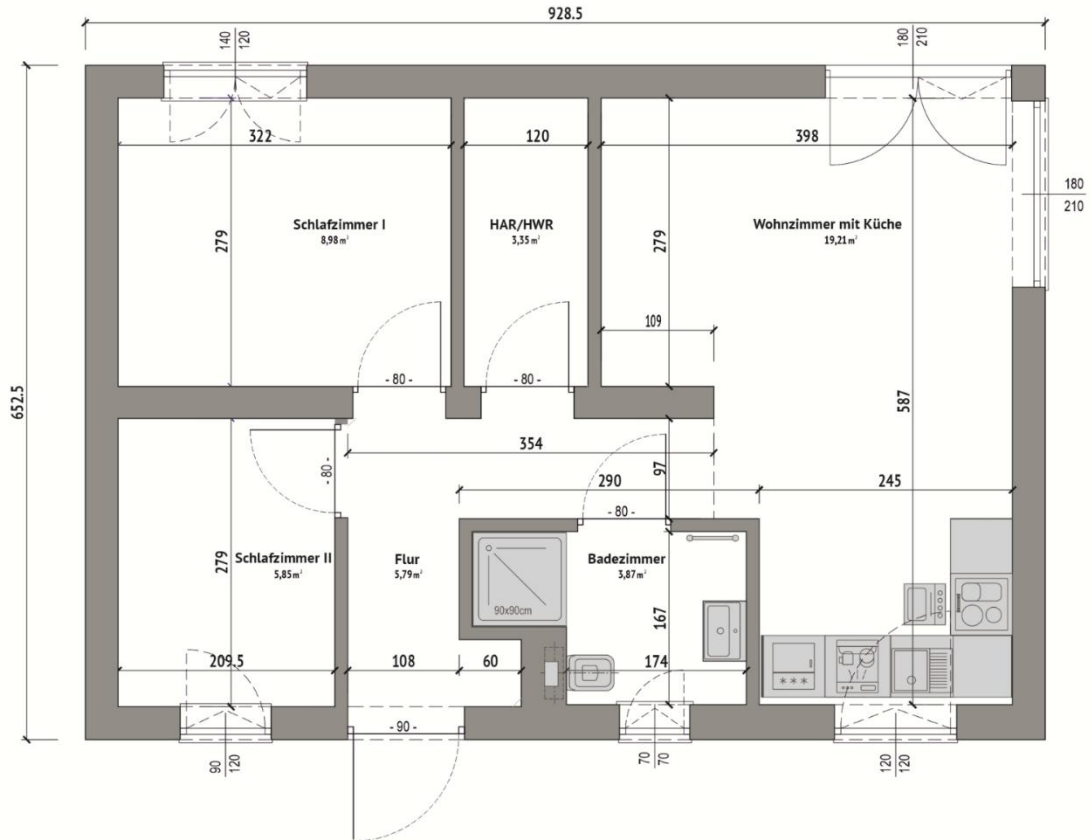 928.5
140
120
180
210
322
120
398
180
210
Schlafzimmer I
8,98 m²
HAR/HWR
3,35 m²
Wohnzimmer mit Küche
19,21 m²
279
279
109
- 80 -
- 80 -
652.5
587
354
97
- 80 -
290
245
- 80 -
Schlafzimmer II
5,85 m²
Flur
5,79 m²
Badezimmer
3,87 m²
279
90x90cm
167
209.5
108
60
174
- 90 -
90
120
70
70
120
120